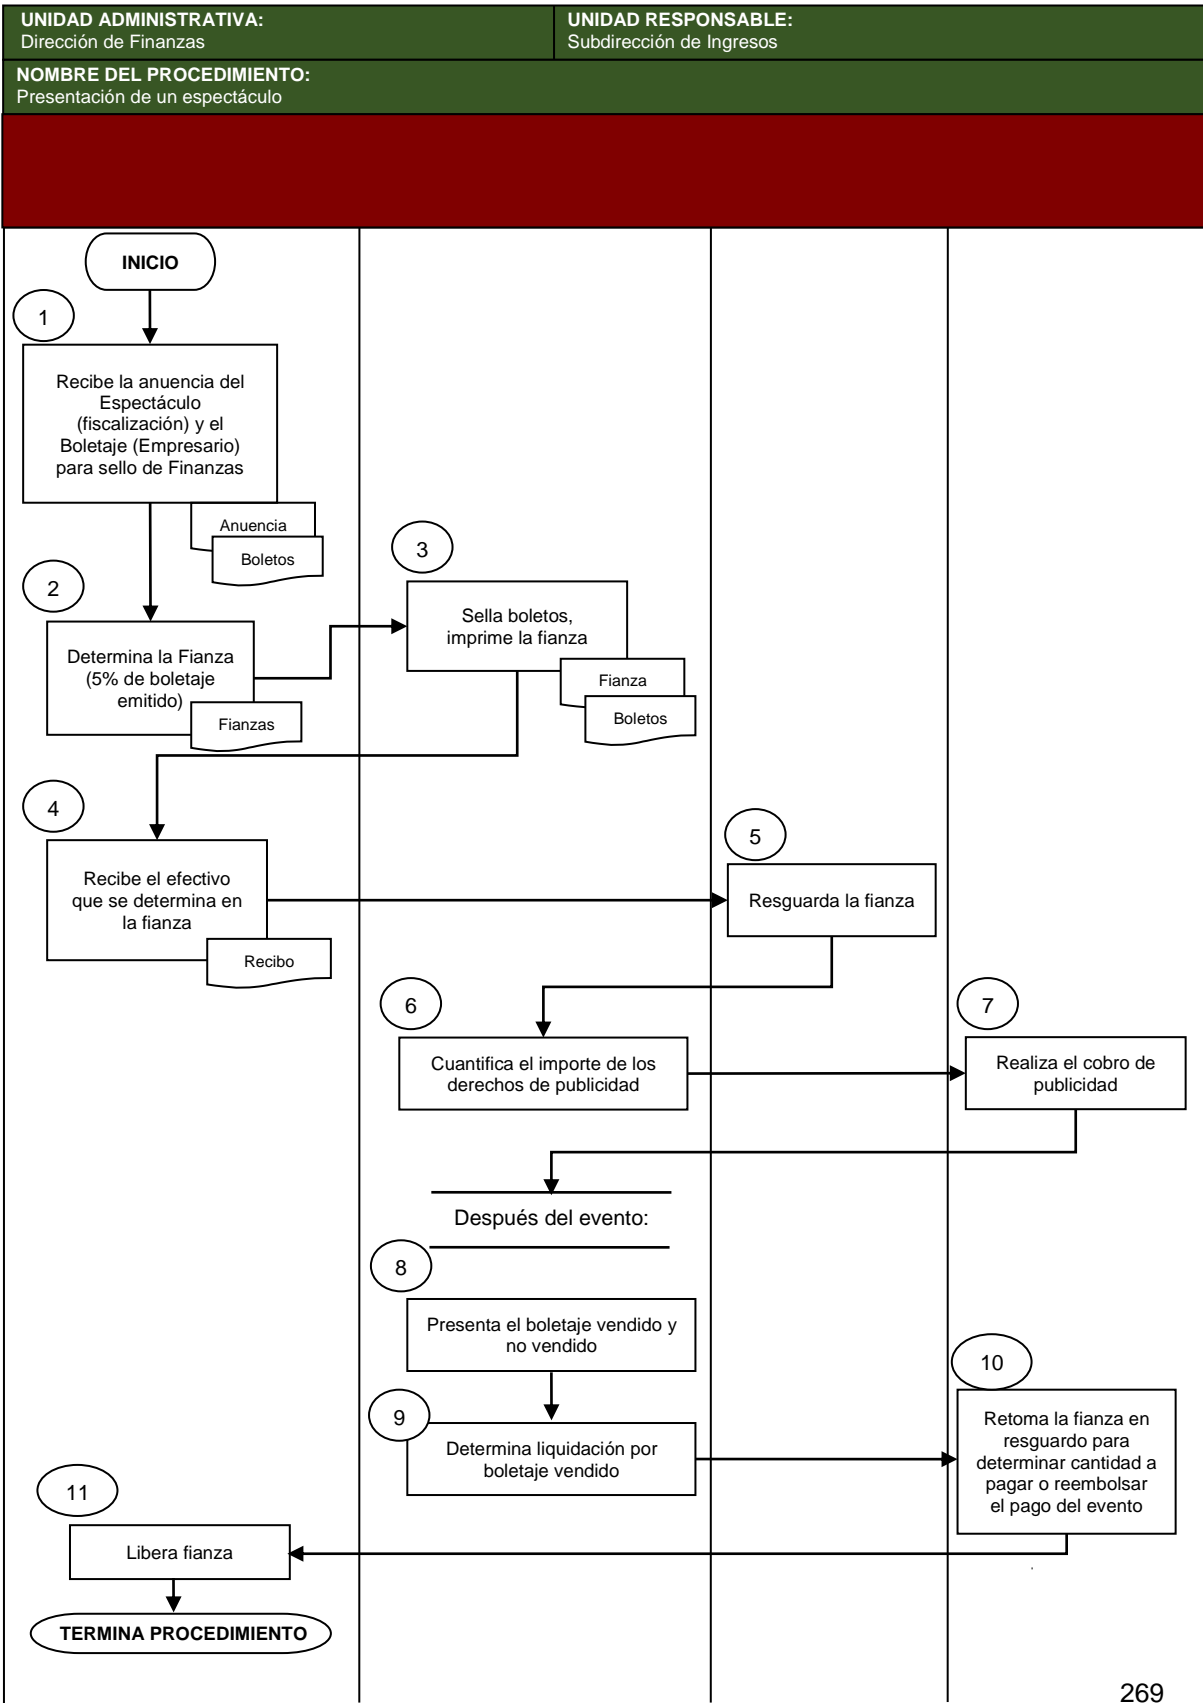 UNIDAD ADMINISTRATIVA:
Dirección de Finanzas
UNIDAD RESPONSABLE:
Subdirección de Ingresos
NOMBRE DEL PROCEDIMIENTO:
Presentación de un espectáculo
INICIO
1
Recibe la anuencia del
Espectáculo
(fiscalización) y el
Boletaje (Empresario)
para sello de Finanzas
Anuencia
Boletos
2
Determina la Fianza
(5% de boletaje
emitido)
Fianzas
3
Sella boletos,
imprime la fianza
Fianza
Boletos
4
Recibe el efectivo
que se determina en
la fianza
Recibo
5
Resguarda la fianza
6
Cuantifica el importe de los
derechos de publicidad
7
Realiza el cobro de
publicidad
Después del evento:
8
Presenta el boletaje vendido y
no vendido
9
Determina liquidación por
boletaje vendido
10
Retoma la fianza en
resguardo para
determinar cantidad a
pagar o reembolsar
el pago del evento
11
Libera fianza
TERMINA PROCEDIMIENTO
269